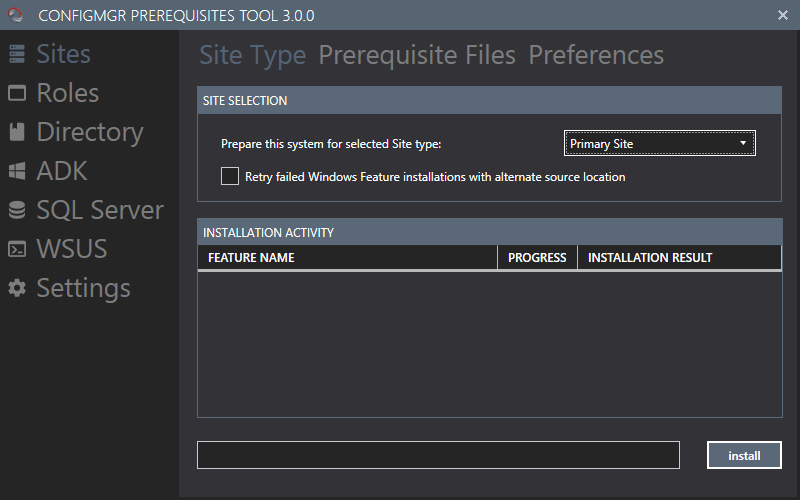 CONFIGMGR PREREQUISITES TOOL 3.0.0
Sites
Roles
Directory
ADK
SQL Server
WSUS
Settings
Site Type Prerequisite Files Preferences
SITE SELECTION
Prepare this system for selected Site type: Primary Site
Retry failed Windows Feature installations with alternate source location
INSTALLATION ACTIVITY
FEATURE NAME PROGRESS INSTALLATION RESULT
install